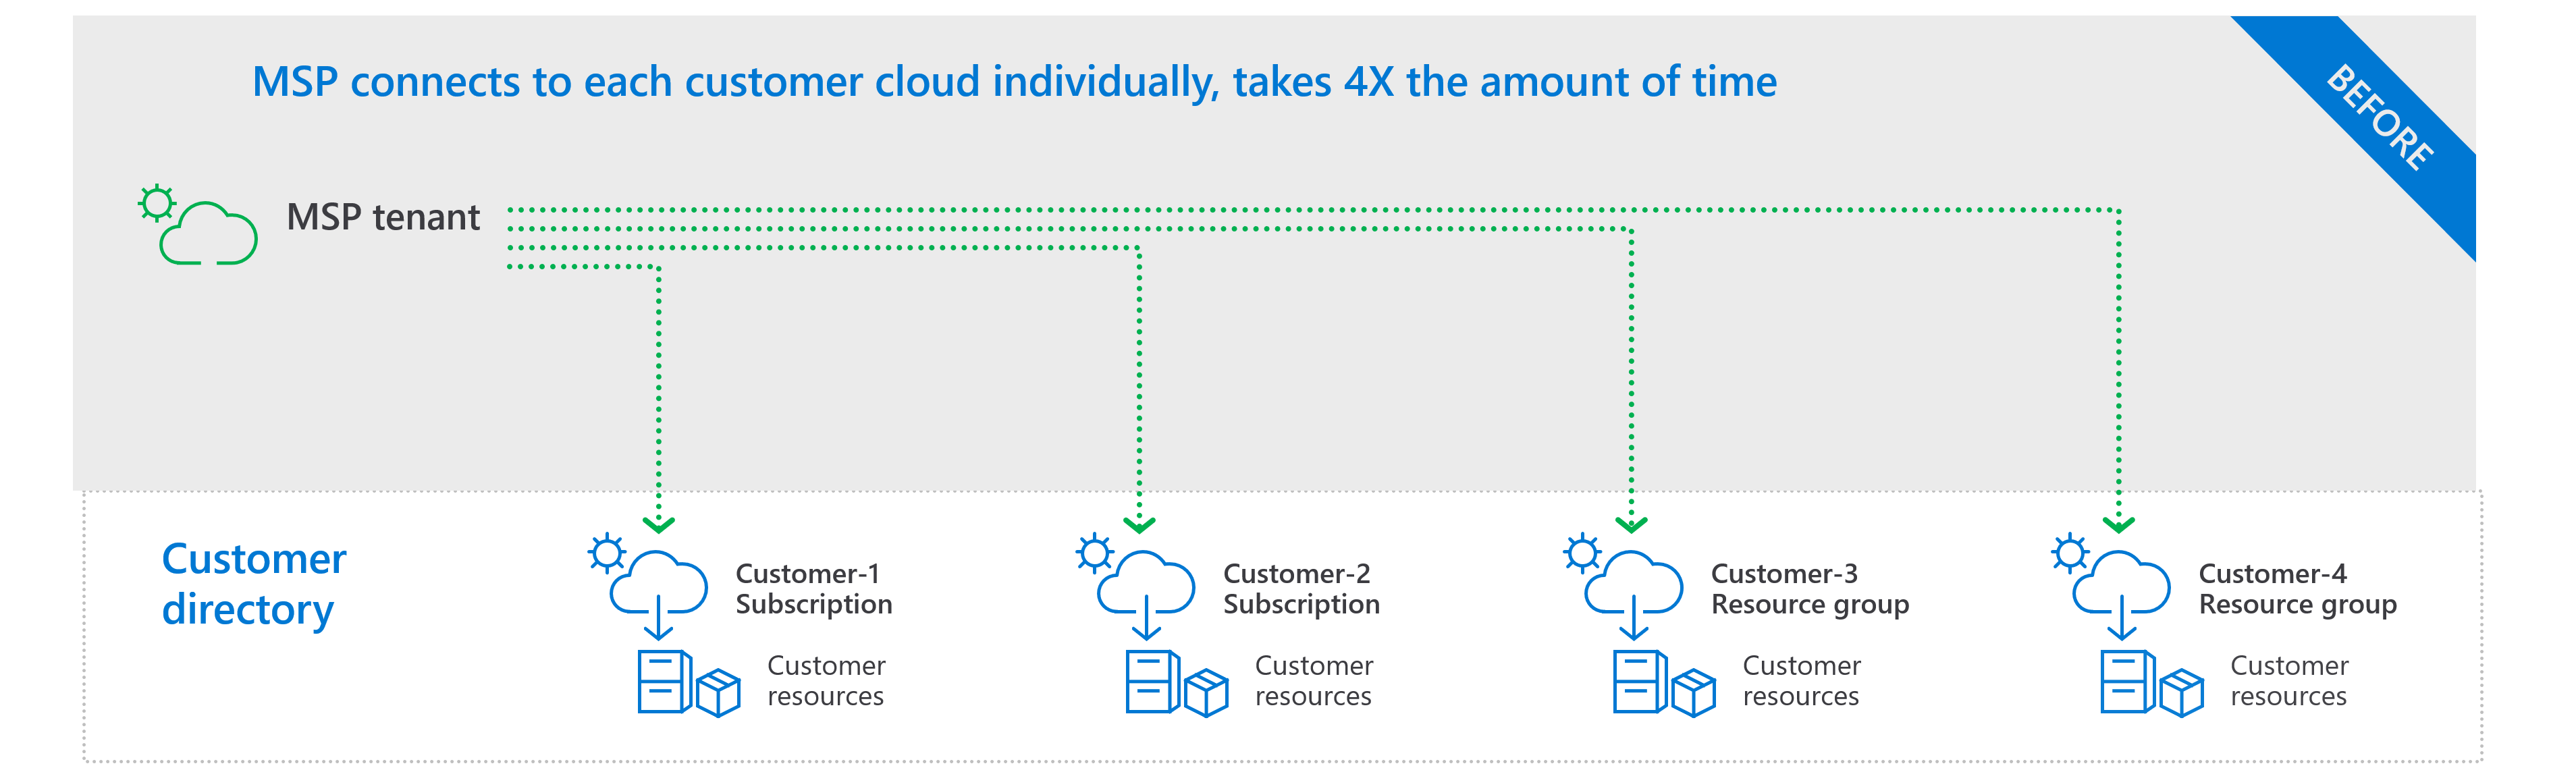 MSP connects to each customer cloud individually, takes 4X the amount of time
BEFORE
MSP tenant
Customer
directory
Customer-1
Subscription
Customer
resources
Customer-2
Subscription
Customer
resources
Customer-3
Resource group
Customer
resources
Customer-4
Resource group
Customer
resources